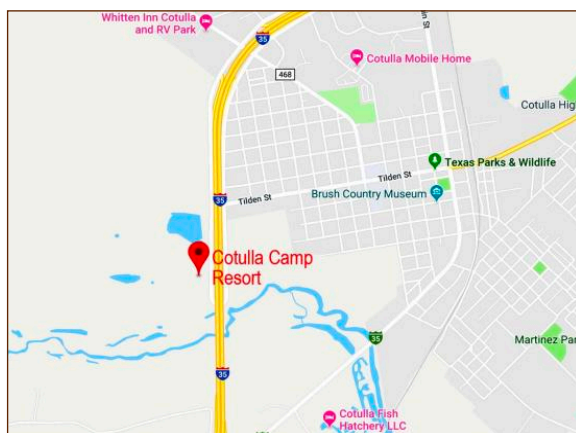 Whitten Inn Cotulla
and RV Park
35
468
Cotulla Mobile Home
Cotulla Hig
Texas Parks & Wildlife
Tilden St
Brush Country Museum
35
Tilden St
Cotulla Camp
Resort
35
Martinez Par
35
Cotulla Fish
Hatchery LLC